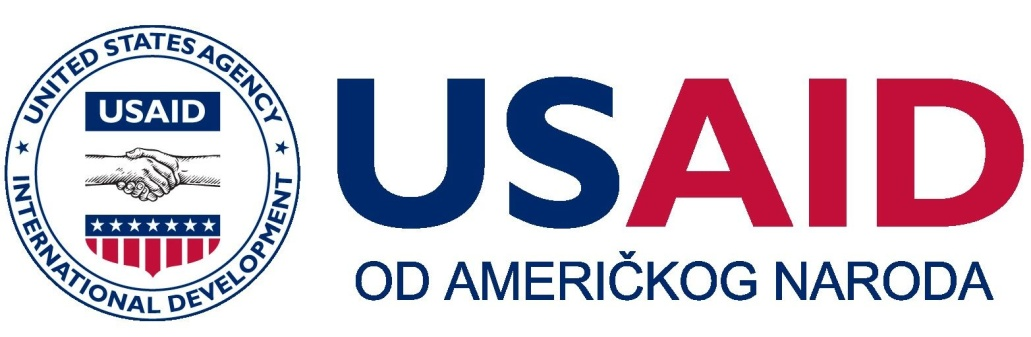 UNITED STATES AGENCY
USAID
INTERNATIONAL DEVELOPMENT
USAID
OD AMERIČKOG NARODA